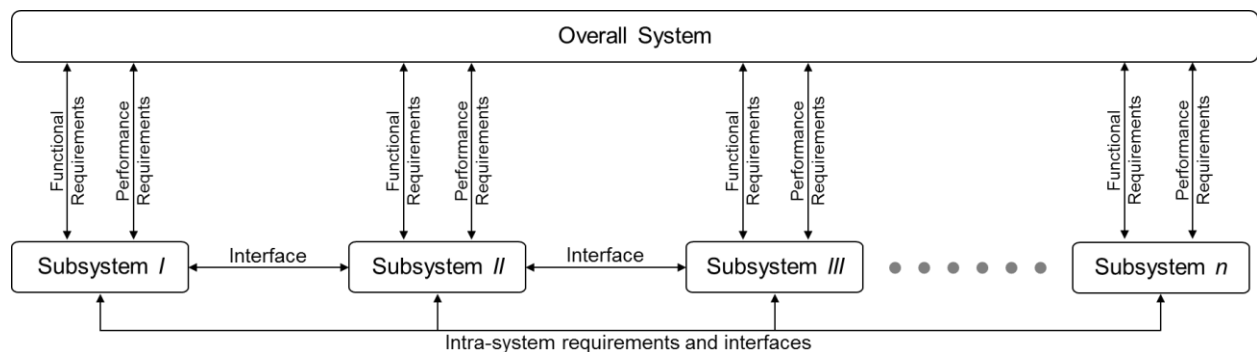 Overall System
Functional
Requirements
Performance
Requirements
Functional
Requirements
Performance
Requirements
Functional
Requirements
Performance
Requirements
Functional
Requirements
Performance
Requirements
Subsystem I
Interface
Subsystem II
Interface
Subsystem III
Subsystem n
Intra-system requirements and interfaces